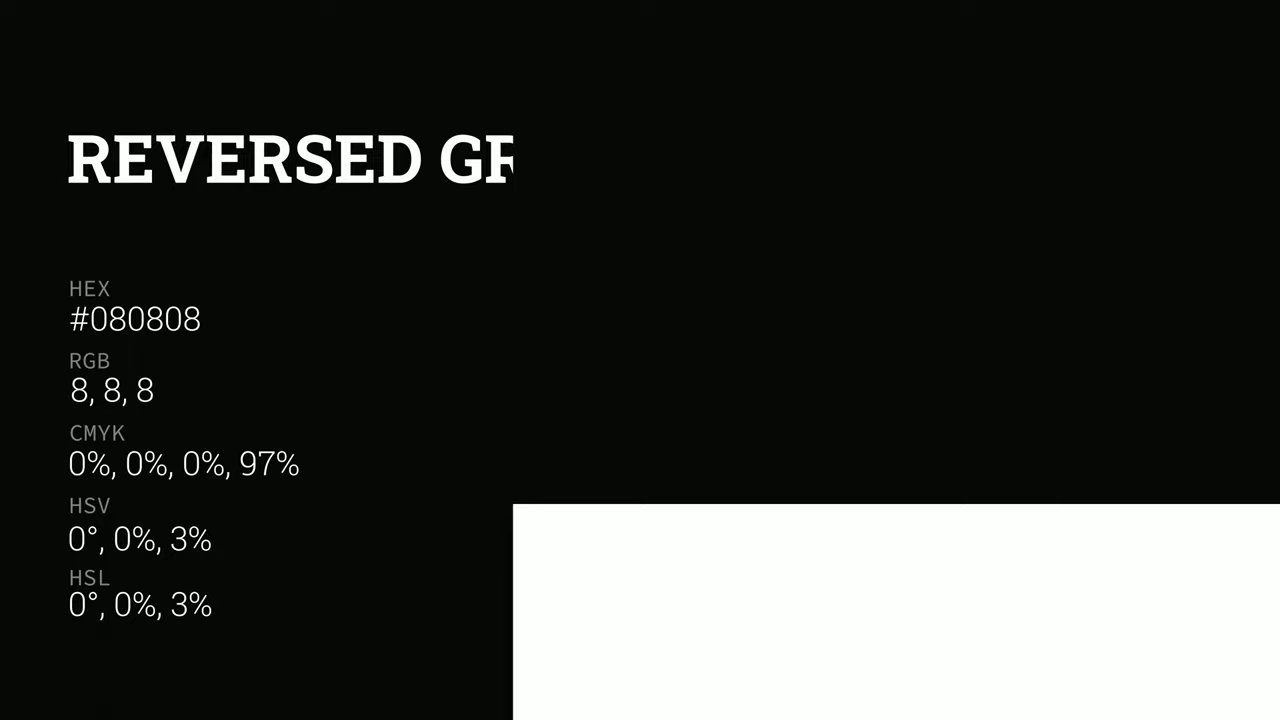 REVERSED GR
HEX
#080808
RGB
8, 8, 8
CMYK
0%, 0%, 0%, 97%
HSV
0°, 0%, 3%
HSL
0°, 0%, 3%